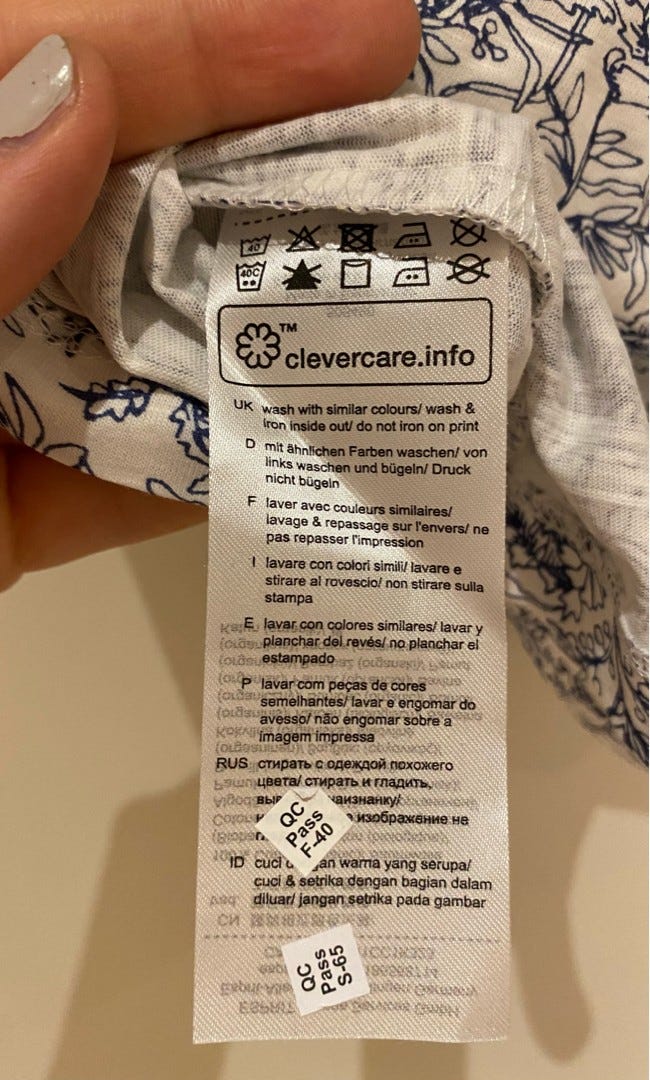 40
40C
TM
clevercare.info
UK wash with similar colours/ wash &
iron inside out/ do not iron on print
D mit ähnlichen Farben waschen/ von
links waschen und bügeln/ Druck
nicht bügeln
F laver avec couleurs similaires/
lavage & repassage sur l'envers/ ne
pas repasser l'impression
I lavare con colori simili/ lavare e
stirare al rovescio/ non stirare sulla
stampa
E lavar con colores similares/ lavar y
planchar del revés/ no planchar el
estampado
P lavar com peças de cores
semelhantes/ lavar e engomar do
avesso/ não engomar sobre a
imagem impressa
RUS стирать с одеждой похожего
цвета/ стирать и гладить,
наизнанку/
изображение не
QC
Pass
F-40
ID cuci warna yang serupa/
cuci & setrika dengan bagian dalam
diluar/ jangan setrika pada gambar
QC
Pass
S-65